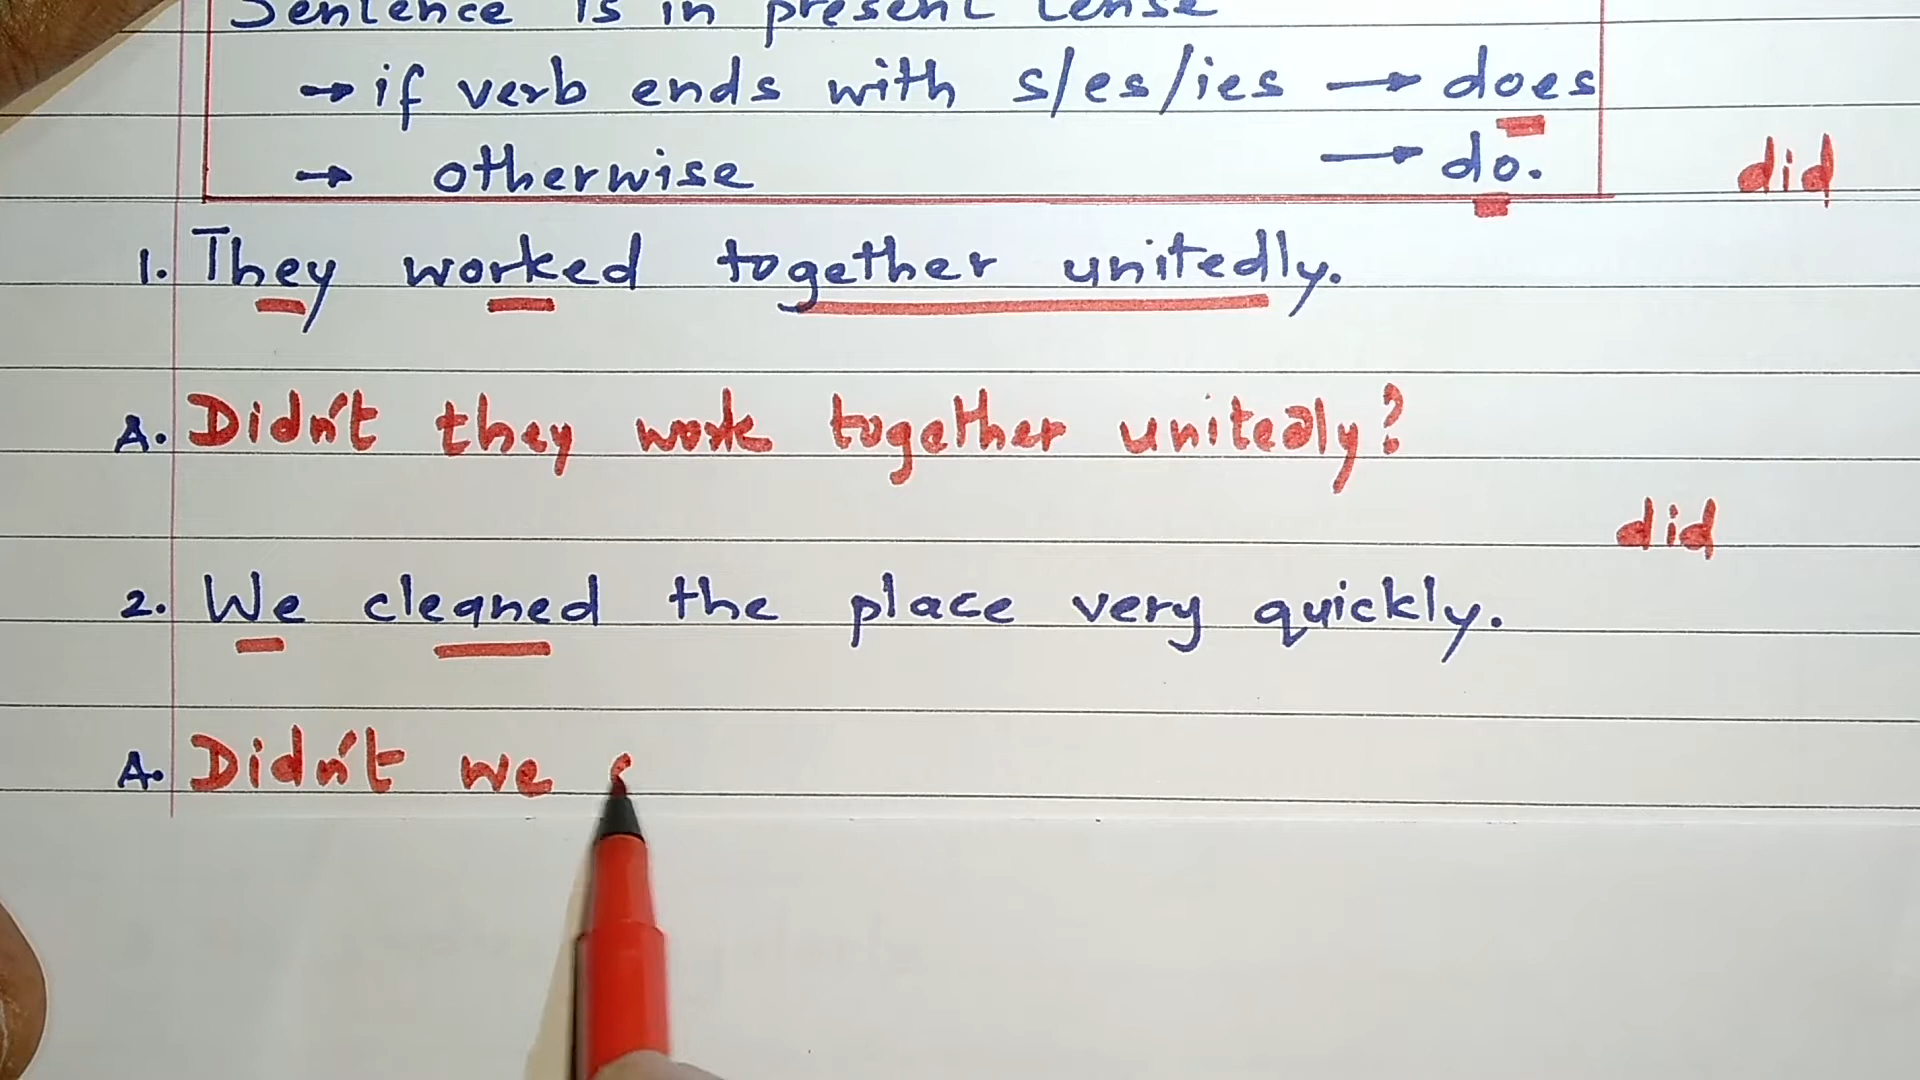 Sentence is in present tense
→ if verb ends with s/es/ies → does
→ otherwise → do.
did
1. They worked together unitedly.
A. Didn't they work together unitedly?
did
2. We cleaned the place very quickly.
A. Didn't we c